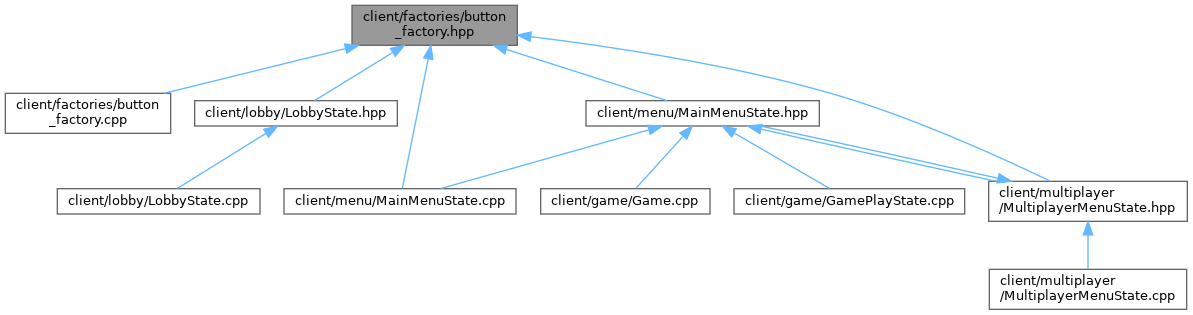 client/factories/button
_factory.hpp
client/factories/button
_factory.cpp
client/lobby/LobbyState.hpp
client/menu/MainMenuState.hpp
client/lobby/LobbyState.cpp
client/menu/MainMenuState.cpp
client/game/Game.cpp
client/game/GamePlayState.cpp
client/multiplayer
/MultiplayerMenuState.hpp
client/multiplayer
/MultiplayerMenuState.cpp